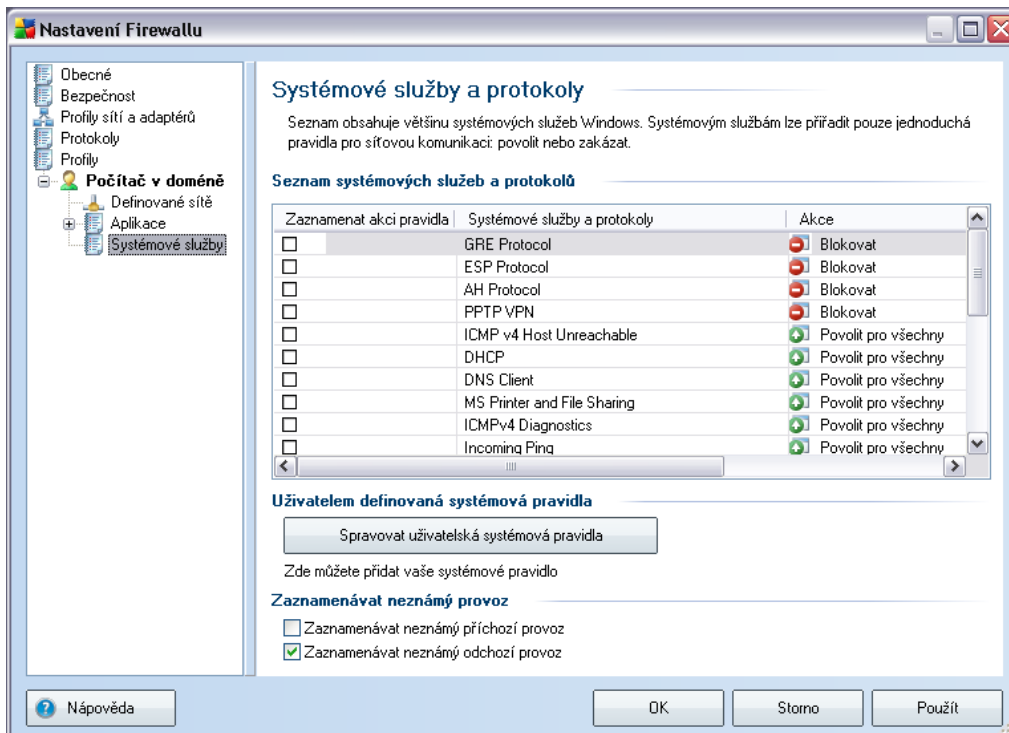 Nastavení Firewallu
Obecné
Bezpečnost
Profily sítí a adaptérů
Protokoly
Profily
Počítač v doméně
Definované sítě
Aplikace
Systémové služby
Systémové služby a protokoly
Seznam obsahuje většinu systémových služeb Windows. Systémovým službám lze přiřadit pouze jednoduchá
pravidla pro síťovou komunikaci: povolit nebo zakázat.
Seznam systémových služeb a protokolů
Zaznamenat akci pravidla Systémové služby a protokoly Akce
GRE Protocol Blokovat
ESP Protocol Blokovat
AH Protocol Blokovat
PPTP VPN Blokovat
ICMP v4 Host Unreachable Povolit pro všechny
DHCP Povolit pro všechny
DNS Client Povolit pro všechny
MS Printer and File Sharing Povolit pro všechny
ICMPv4 Diagnostics Povolit pro všechny
Incoming Ping Povolit pro všechny
Uživatelem definovaná systémová pravidla
Spravovat uživatelská systémová pravidla
Zde můžete přidat vaše systémové pravidlo
Zaznamenávat neznámý provoz
Zaznamenávat neznámý příchozí provoz
Zaznamenávat neznámý odchozí provoz
Nápověda
OK
Storno
Použít